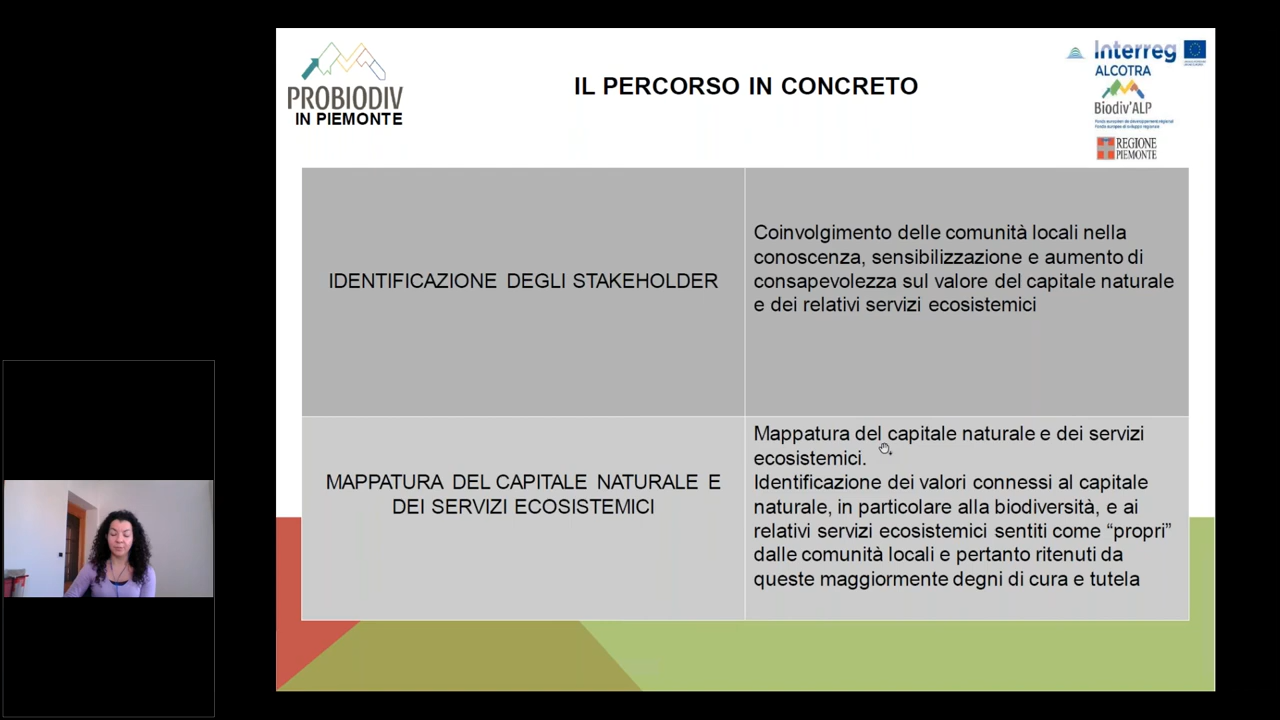 PROBIODIV
IN PIEMONTE
IL PERCORSO IN CONCRETO
Interreg
ALCOTRA
Biodiv'ALP
REGIONE
PIEMONTE
IDENTIFICAZIONE DEGLI STAKEHOLDER
Coinvolgimento delle comunità locali nella
conoscenza, sensibilizzazione e aumento di
consapevolezza sul valore del capitale naturale
e dei relativi servizi ecosistemici
MAPPATURA DEL CAPITALE NATURALE E
DEI SERVIZI ECOSISTEMICI
Mappatura del capitale naturale e dei servizi
ecosistemici.
Identificazione dei valori connessi al capitale
naturale, in particolare alla biodiversità, e ai
relativi servizi ecosistemici sentiti come “propri”
dalle comunità locali e pertanto ritenuti da
queste maggiormente degni di cura e tutela